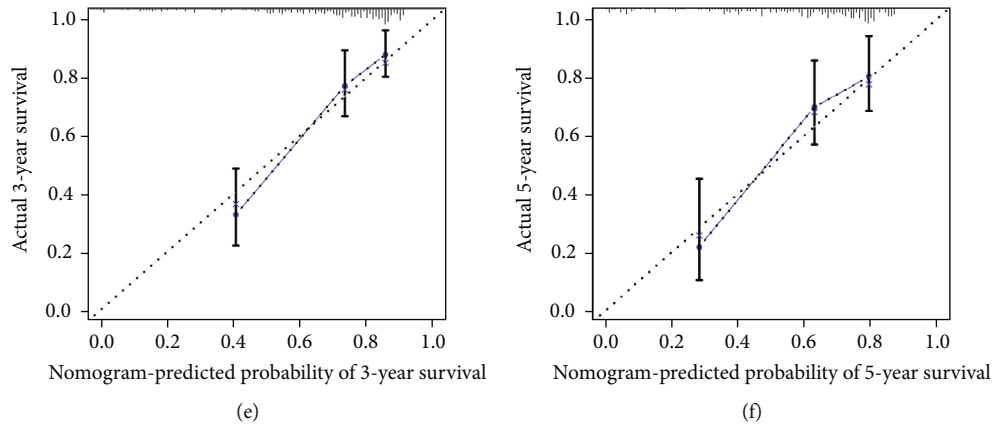 Actual 3-year survival
1.0
0.8
0.6
0.4
0.2
0.0
0.0 0.2 0.4 0.6 0.8 1.0
Nomogram-predicted probability of 3-year survival
(e)
Actual 5-year survival
1.0
0.8
0.6
0.4
0.2
0.0
0.0 0.2 0.4 0.6 0.8 1.0
Nomogram-predicted probability of 5-year survival
(f)